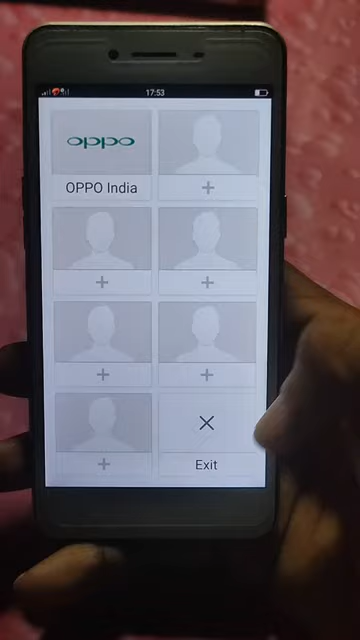 17:53
oppo
OPPO India
+
+
+
+
+
+
Exit